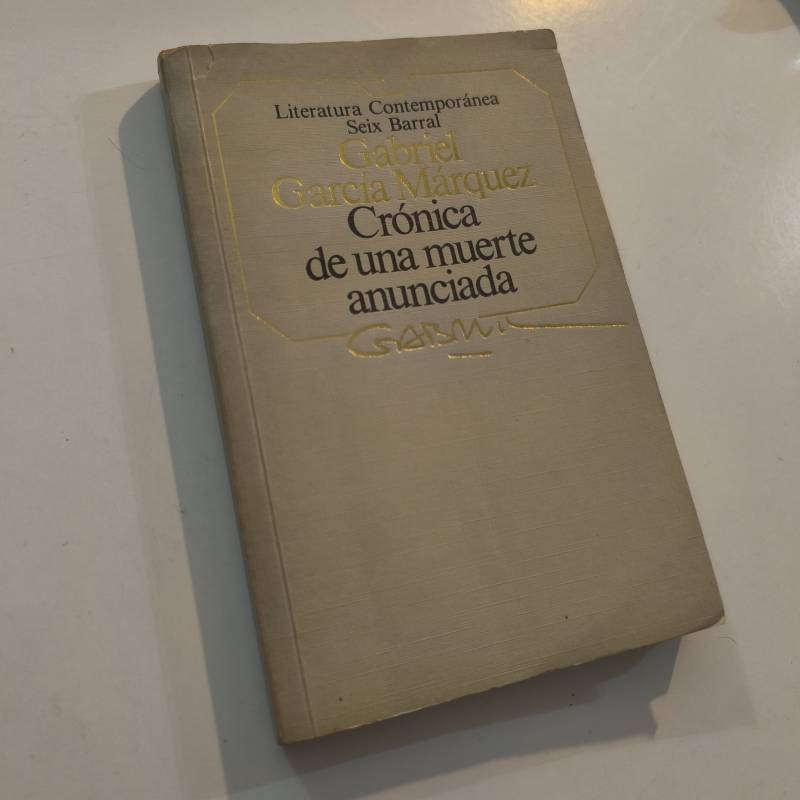 Literatura Contemporánea
Seix Barral
Gabriel
García Márquez
Crónica
de una muerte
anunciada